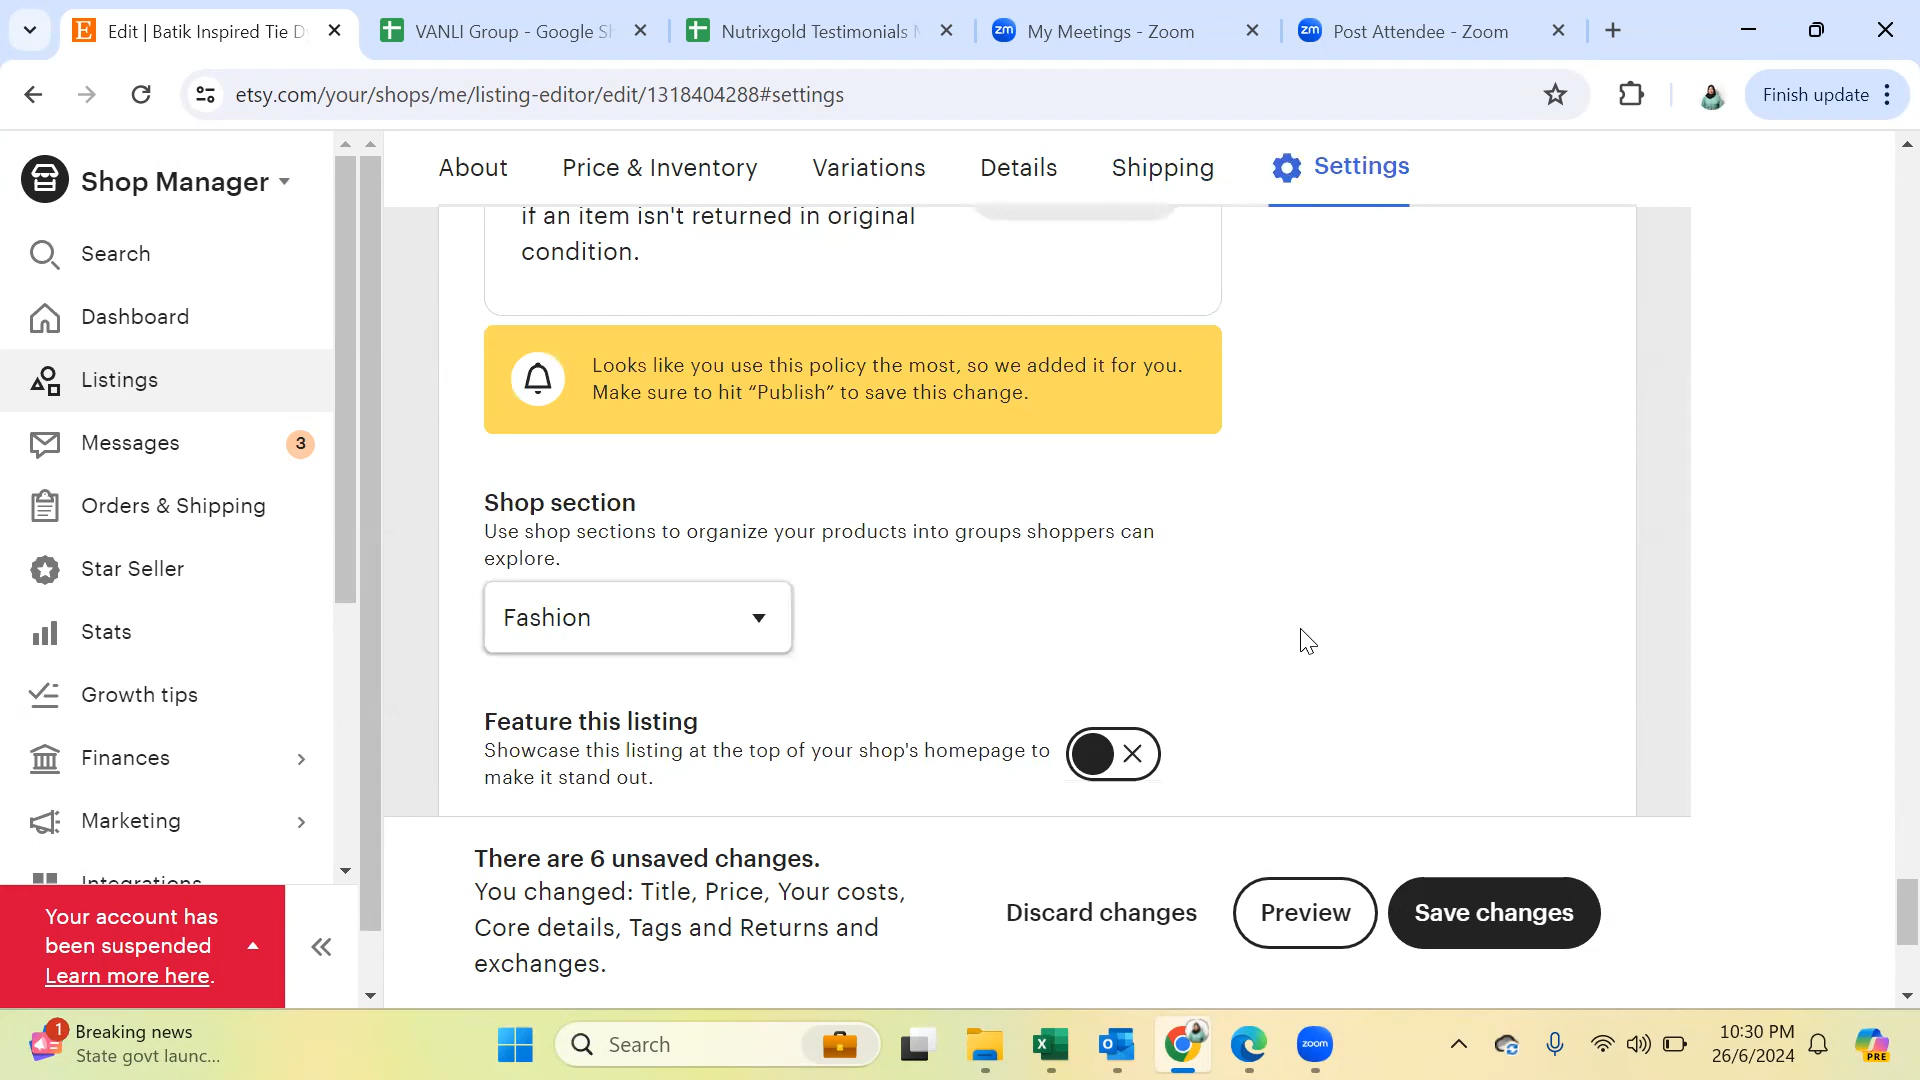 Edit | Batik Inspired Tie D
VANLI Group - Google Sh
Nutrixgold Testimonials
zm My Meetings - Zoom
zm Post Attendee - Zoom
etsy.com/your/shops/me/listing-editor/edit/1318404288#settings
Finish update
Shop Manager
Search
Dashboard
Listings
Messages
3
Orders & Shipping
Star Seller
Stats
Growth tips
Finances
Marketing
Integrations
Your account has
been suspended
Learn more here.
About
Price & Inventory
Variations
Details
Shipping
Settings
if an item isn't returned in original
condition.
Looks like you use this policy the most, so we added it for you.
Make sure to hit “Publish” to save this change.
Shop section
Use shop sections to organize your products into groups shoppers can
explore.
Fashion
Feature this listing
Showcase this listing at the top of your shop's homepage to
make it stand out.
There are 6 unsaved changes.
You changed: Title, Price, Your costs,
Core details, Tags and Returns and
exchanges.
Discard changes
Preview
Save changes
1
Breaking news
State govt launc...
Search
zoom
10:30 PM
26/6/2024
PRE